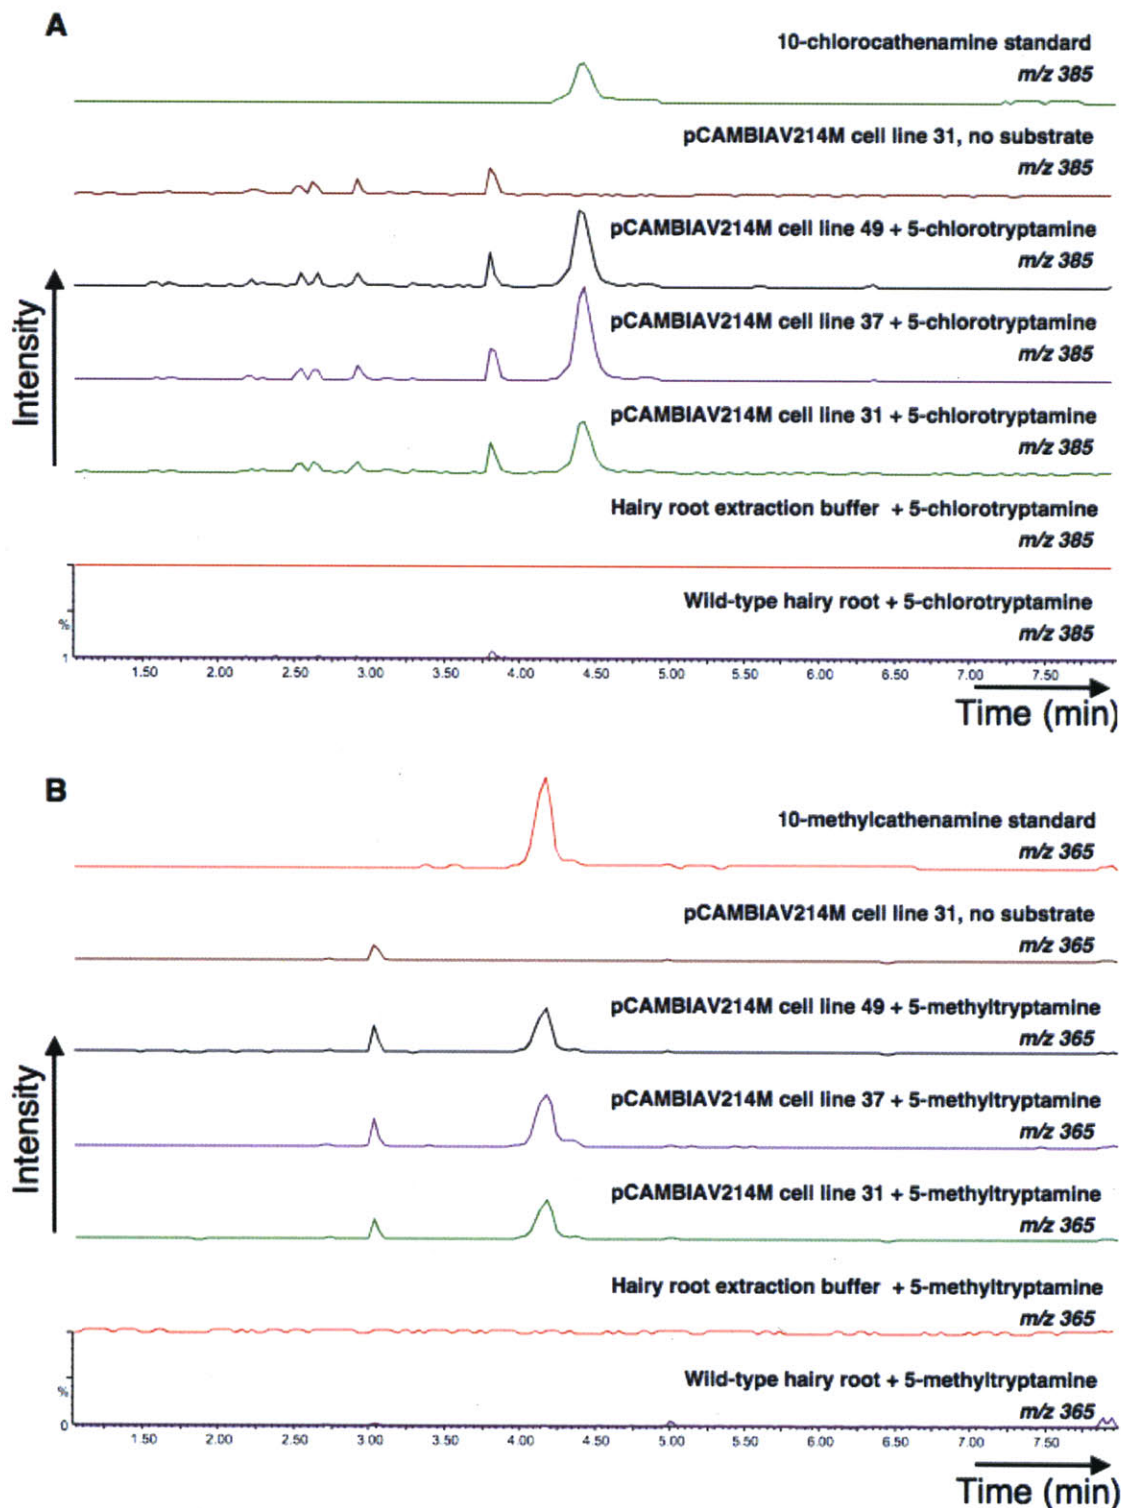 A
10-chlorocathenamine standard
m/z 385
pCAMBIAV214M cell line 31, no substrate
m/z 385
pCAMBIAV214M cell line 49 + 5-chlorotryptamine
m/z 385
pCAMBIAV214M cell line 37 + 5-chlorotryptamine
m/z 385
pCAMBIAV214M cell line 31 + 5-chlorotryptamine
m/z 385
Hairy root extraction buffer + 5-chlorotryptamine
m/z 385
Wild-type hairy root + 5-chlorotryptamine
m/z 385
Intensity
%
1
1.50 2.00 2.50 3.00 3.50 4.00 4.50 5.00 5.50 6.00 6.50 7.00 7.50
Time (min)
B
10-methylcathenamine standard
m/z 365
pCAMBIAV214M cell line 31, no substrate
m/z 365
pCAMBIAV214M cell line 49 + 5-methyltryptamine
m/z 365
pCAMBIAV214M cell line 37 + 5-methyltryptamine
m/z 365
pCAMBIAV214M cell line 31 + 5-methyltryptamine
m/z 365
Hairy root extraction buffer + 5-methyltryptamine
m/z 365
Wild-type hairy root + 5-methyltryptamine
m/z 365
Intensity
%
0
1.50 2.00 2.50 3.00 3.50 4.00 4.50 5.00 5.50 6.00 6.50 7.00 7.50
Time (min)